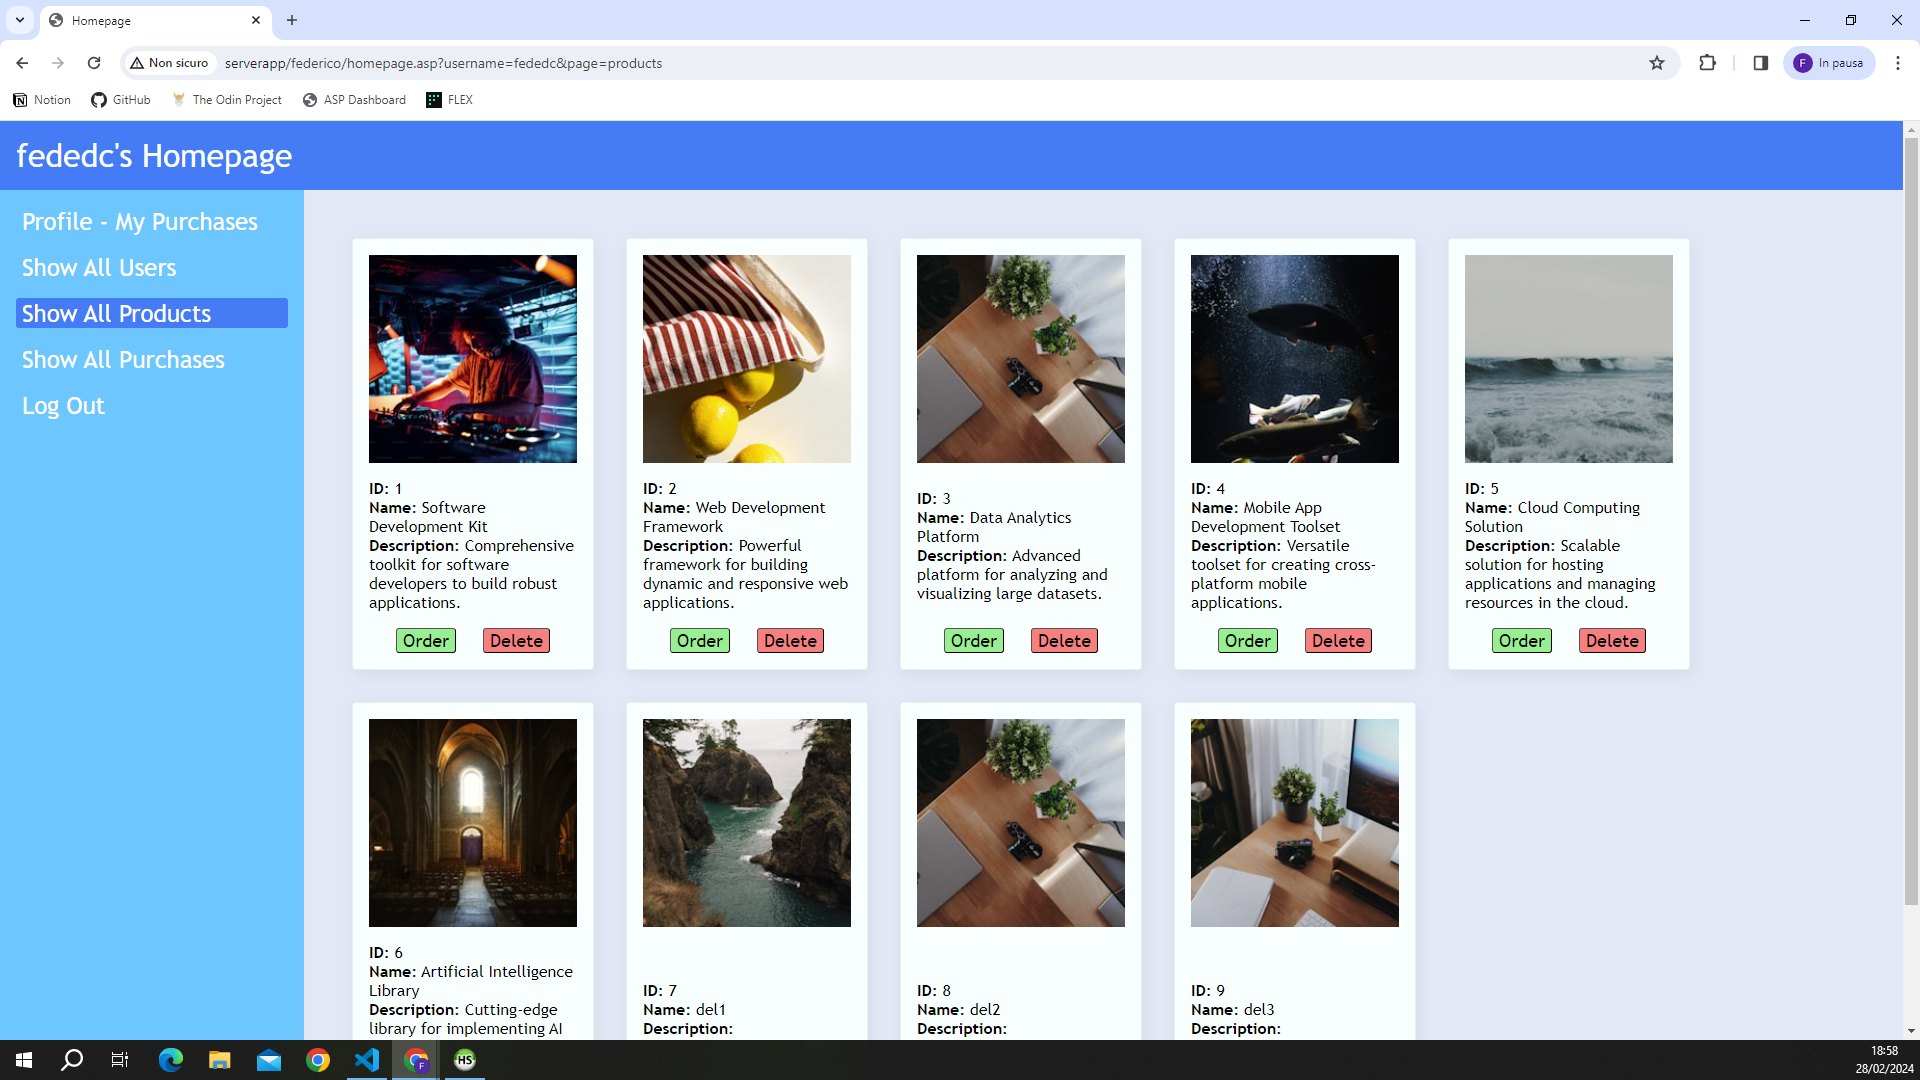 Homepage
Non sicuro
serverapp/federico/homepage.asp?username=fededc&page=products
F
In pausa
Notion
GitHub
The Odin Project
ASP Dashboard
FLEX
fededc's Homepage
Profile - My Purchases
Show All Users
Show All Products
Show All Purchases
Log Out
ID: 1
Name: Software
Development Kit
Description: Comprehensive
toolkit for software
developers to build robust
applications.
Order
Delete
ID: 2
Name: Web Development
Framework
Description: Powerful
framework for building
dynamic and responsive web
applications.
Order
Delete
ID: 3
Name: Data Analytics
Platform
Description: Advanced
platform for analyzing and
visualizing large datasets.
Order
Delete
ID: 4
Name: Mobile App
Development Toolset
Description: Versatile
toolset for creating cross-
platform mobile
applications.
Order
Delete
ID: 5
Name: Cloud Computing
Solution
Description: Scalable
solution for hosting
applications and managing
resources in the cloud.
Order
Delete
ID: 6
Name: Artificial Intelligence
Library
Description: Cutting-edge
library for implementing AI
ID: 7
Name: del1
Description:
ID: 8
Name: del2
Description:
ID: 9
Name: del3
Description:
F
HS
18:58
28/02/2024